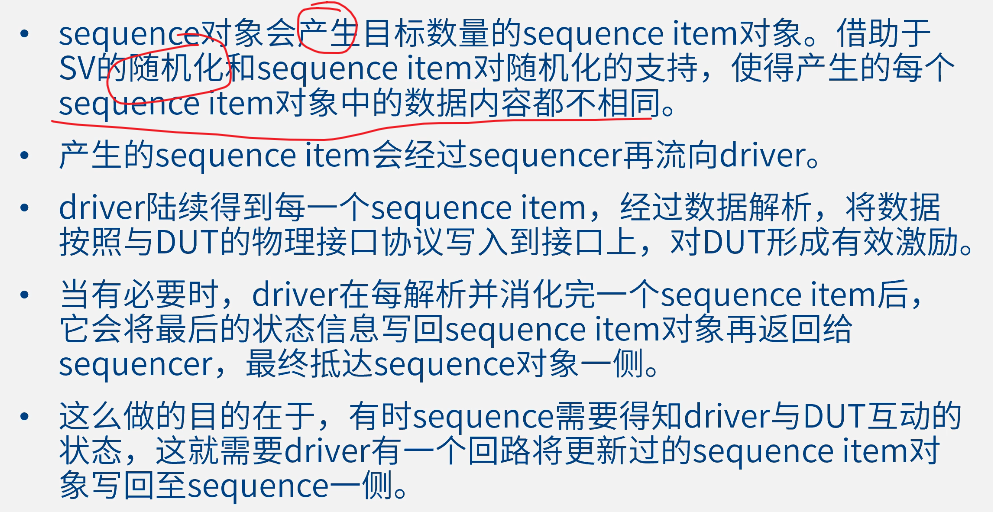 • sequence对象会产生目标数量的sequence item对象。借助于
SV的随机化和sequence item对随机化的支持，使得产生的每个
sequence item对象中的数据内容都不相同。
• 产生的sequence item会经过sequencer再流向driver。
• driver陆续得到每一个sequence item，经过数据解析，将数据
按照与DUT的物理接口协议写入到接口上，对DUT形成有效激励。
• 当有必要时，driver在每解析并消化完一个sequence item后，
它会将最后的状态信息写回sequence item对象再返回给
sequencer，最终抵达sequence对象一侧。
• 这么做的目的在于，有时sequence需要得知driver与DUT互动的
状态，这就需要driver有一个回路将更新过的sequence item对
象写回至sequence一侧。